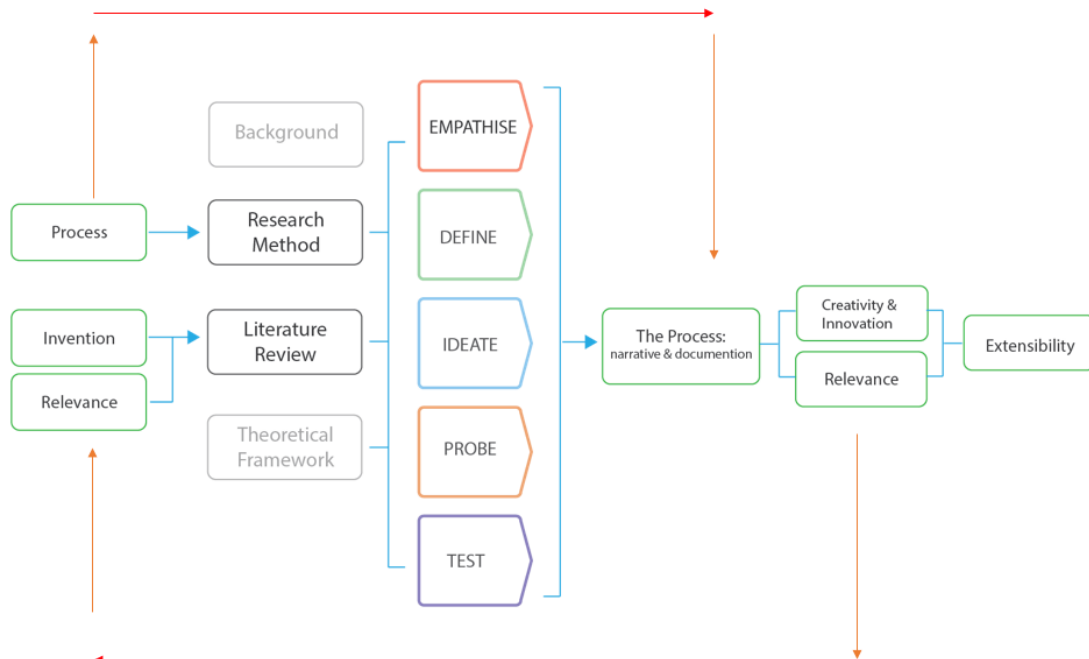 Background
Process
Research
Method
Invention
Relevance
Literature
Review
Theoretical
Framework
EMPATHISE
DEFINE
IDEATE
PROBE
TEST
The Process:
narrative & documention
Creativity &
Innovation
Relevance
Extensibility